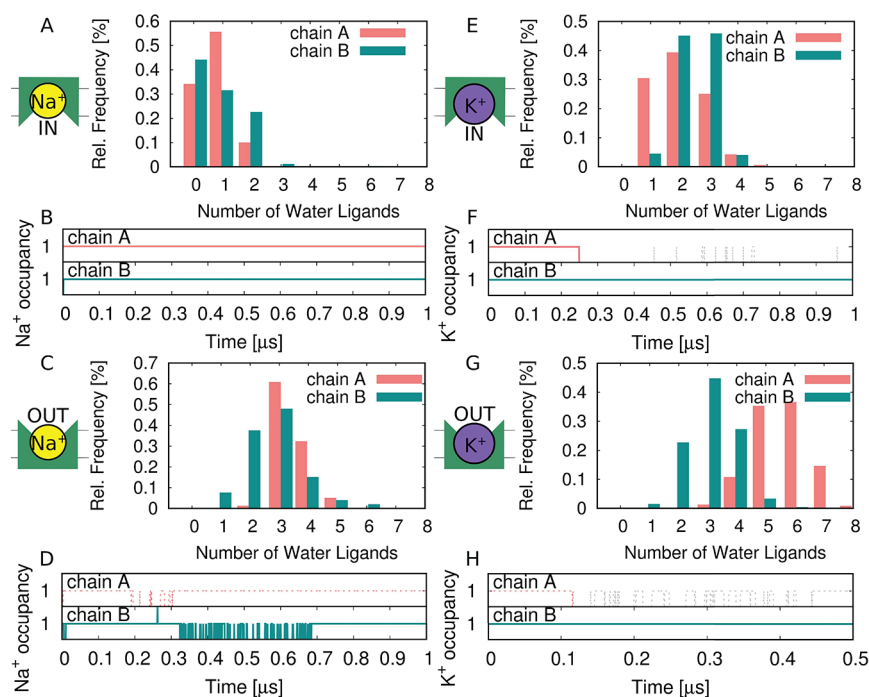 A
Rel. Frequency [%]
0.6
0.5
0.4
0.3
0.2
0.1
0
chain A
chain B
Na⁺
IN
0 1 2 3 4 5 6 7 8
Number of Water Ligands
B
Na⁺ occupancy
chain A
1
chain B
1
0 0.1 0.2 0.3 0.4 0.5 0.6 0.7 0.8 0.9 1
Time [μs]
C
Rel. Frequency [%]
0.7
0.6
0.5
0.4
0.3
0.2
0.1
0
chain A
chain B
OUT
Na⁺
0 1 2 3 4 5 6 7 8
Number of Water Ligands
D
Na⁺ occupancy
chain A
1
chain B
1
0 0.1 0.2 0.3 0.4 0.5 0.6 0.7 0.8 0.9 1
Time [μs]
E
Rel. Frequency [%]
0.5
0.4
0.3
0.2
0.1
0
chain A
chain B
K⁺
IN
0 1 2 3 4 5 6 7 8
Number of Water Ligands
F
K⁺ occupancy
chain A
1
chain B
1
0 0.1 0.2 0.3 0.4 0.5 0.6 0.7 0.8 0.9 1
Time [μs]
G
Rel. Frequency [%]
0.5
0.4
0.3
0.2
0.1
0
chain A
chain B
OUT
K⁺
0 1 2 3 4 5 6 7 8
Number of Water Ligands
H
K⁺ occupancy
chain A
1
chain B
1
0 0.1 0.2 0.3 0.4 0.5
Time [μs]